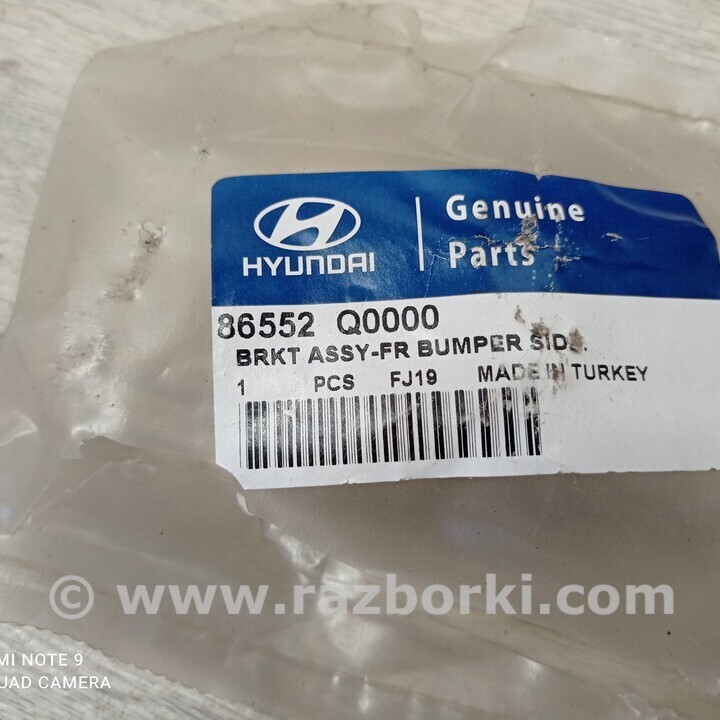 HYUNDAI
Genuine
Parts
86552 Q0000
BRKT ASSY-FR BUMPER SIDE.
1 PCS FJ19 MADE IN TURKEY
© www.razborki.com
MI NOTE 9
QUAD CAMERA